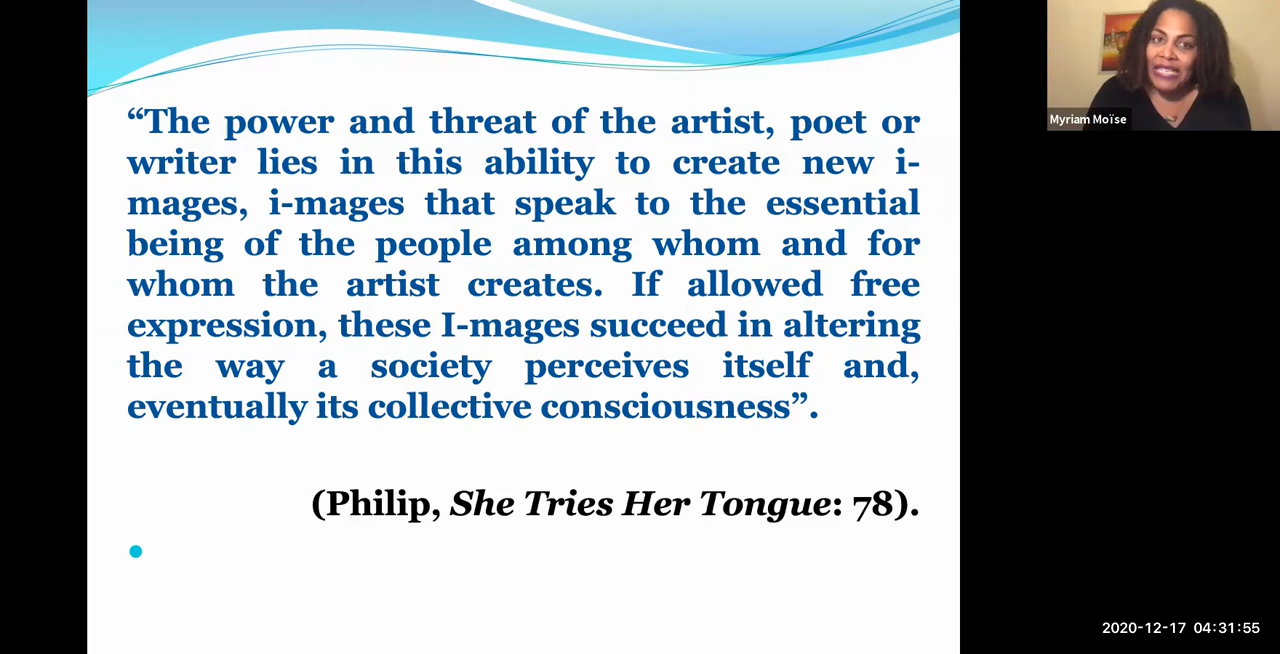 “The power and threat of the artist, poet or
writer lies in this ability to create new i-
mages, i-mages that speak to the essential
being of the people among whom and for
whom the artist creates. If allowed free
expression, these I-mages succeed in altering
the way a society perceives itself and,
eventually its collective consciousness”.
(Philip, She Tries Her Tongue: 78).
Myriam Moïse
2020-12-17 04:31:55